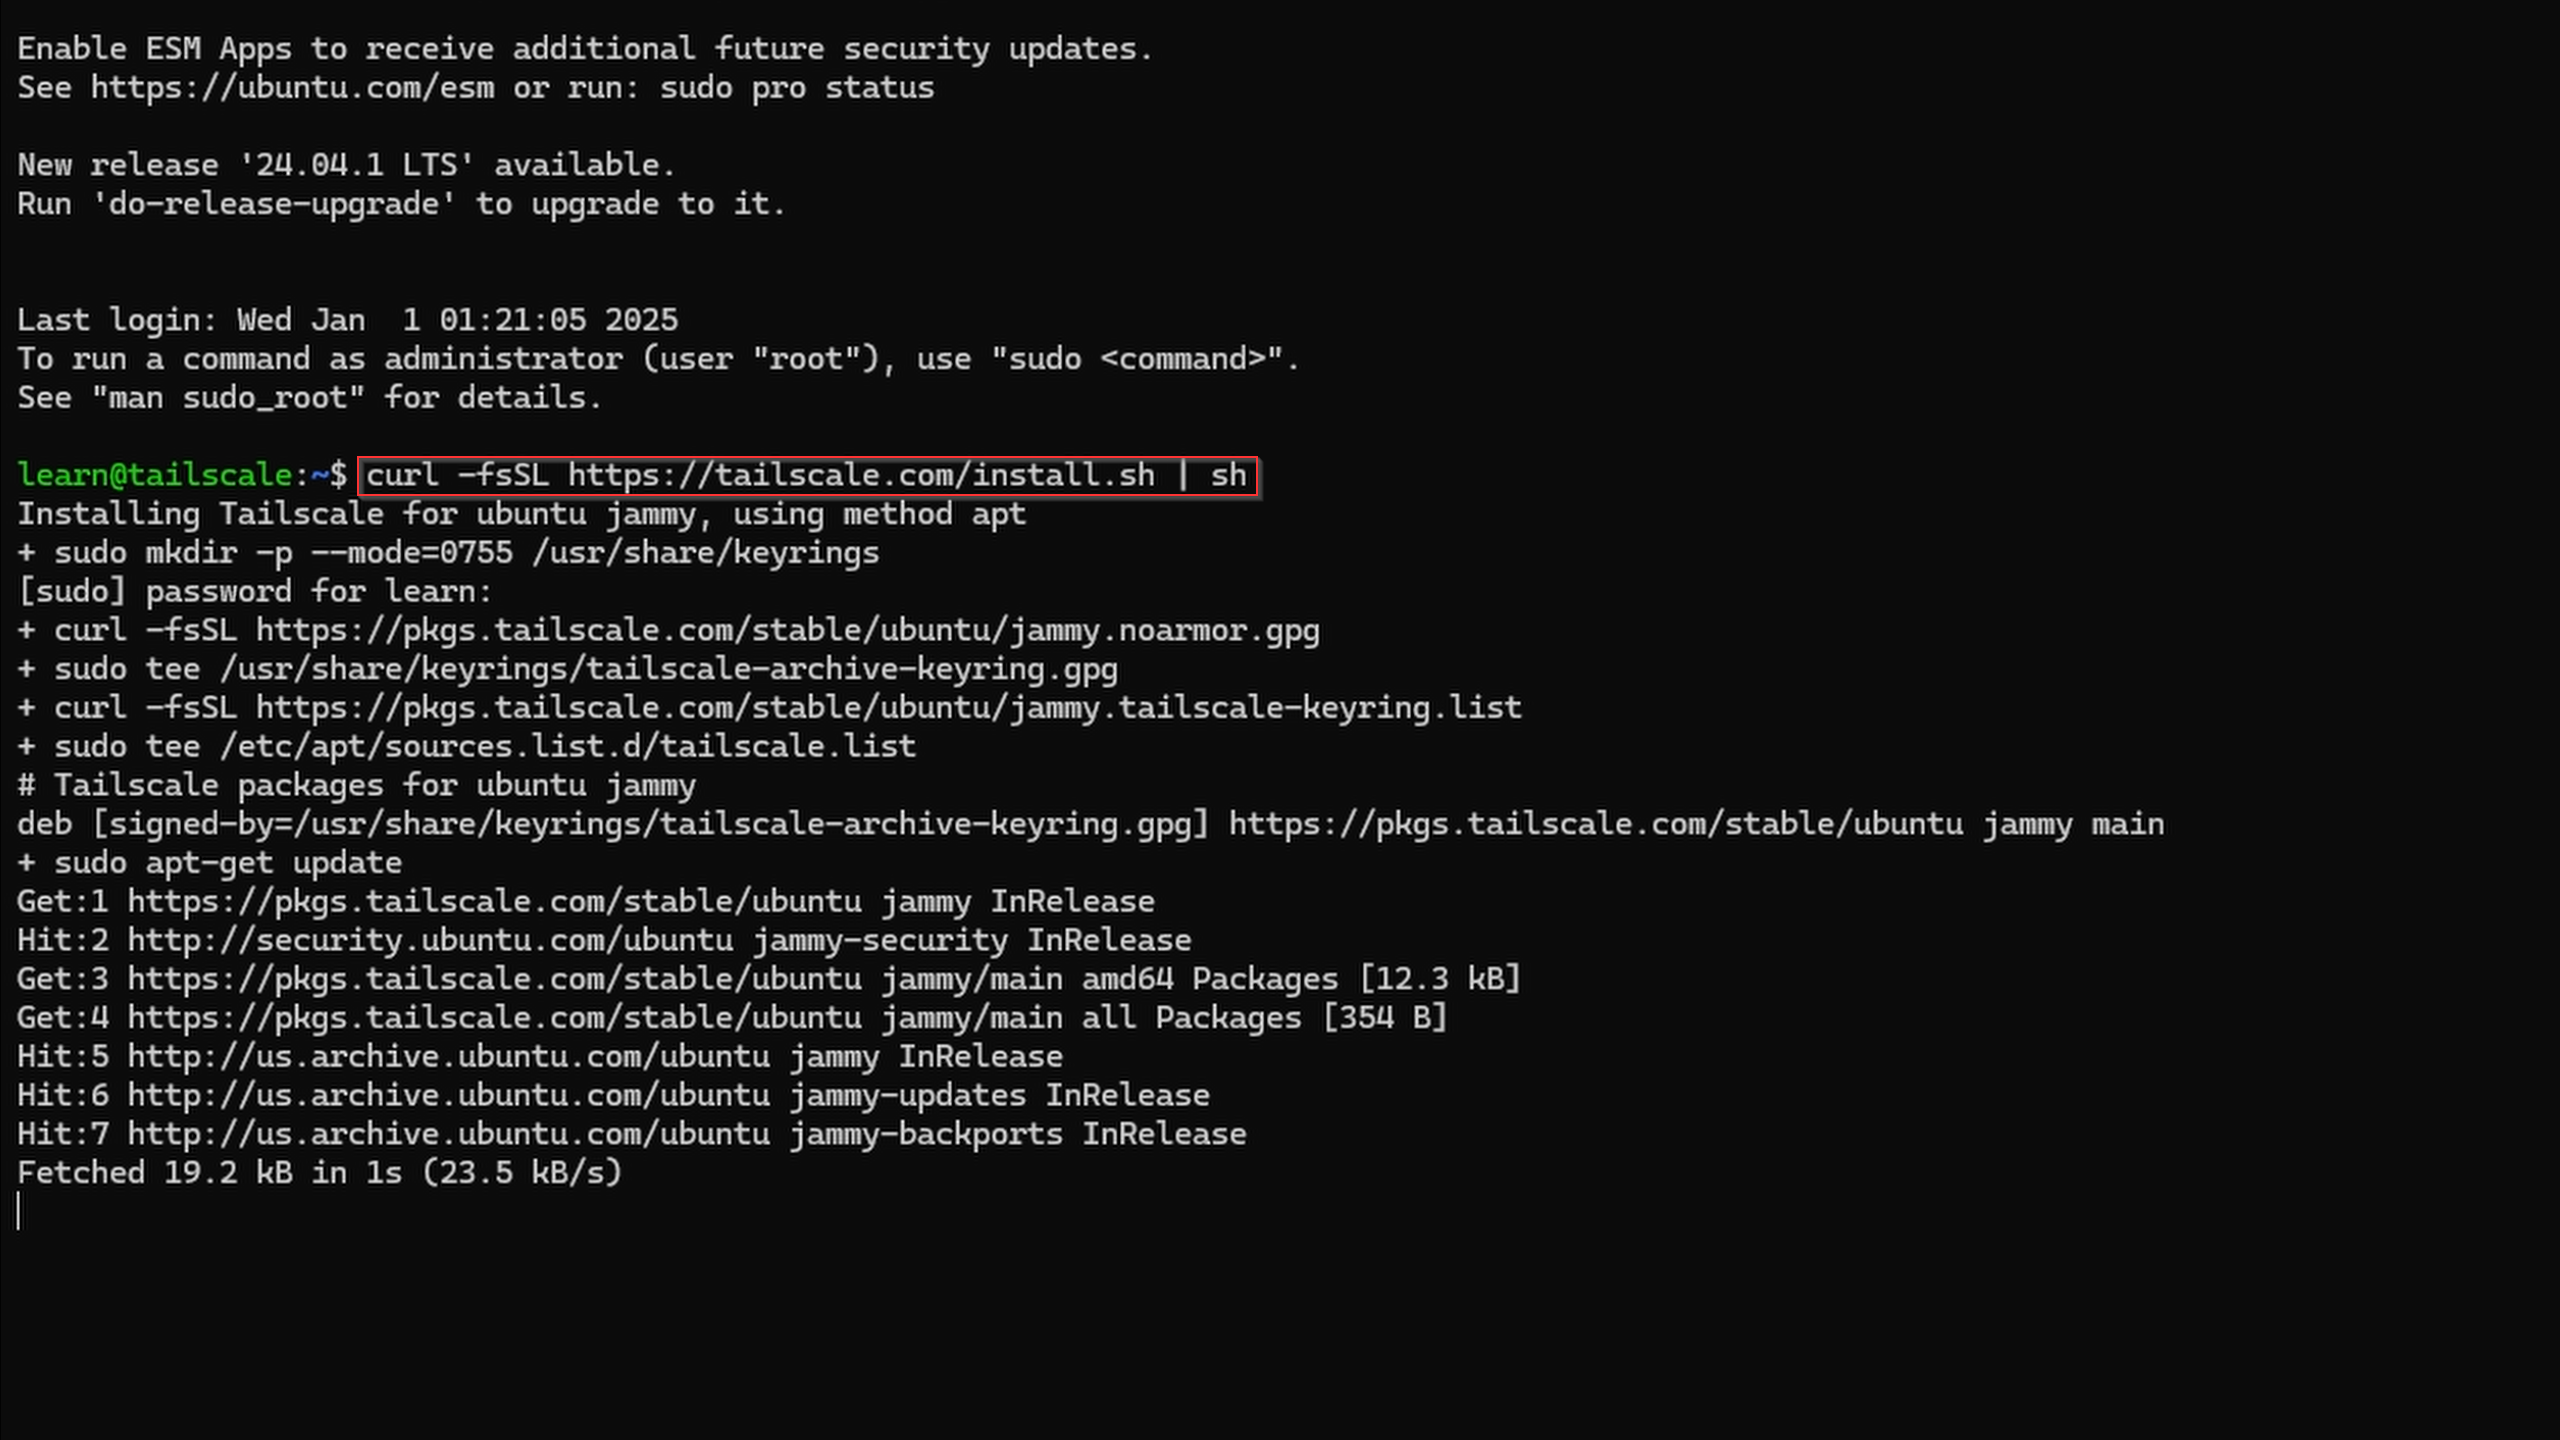 Enable ESM Apps to receive additional future security updates.
See https://ubuntu.com/esm or run: sudo pro status
New release '24.04.1 LTS' available.
Run 'do-release-upgrade' to upgrade to it.
Last login: Wed Jan  1 01:21:05 2025
To run a command as administrator (user "root"), use "sudo <command>".
See "man sudo_root" for details.
learn@tailscale:~$ curl -fsSL https://tailscale.com/install.sh | sh
Installing Tailscale for ubuntu jammy, using method apt
+ sudo mkdir -p --mode=0755 /usr/share/keyrings
[sudo] password for learn:
+ curl -fsSL https://pkgs.tailscale.com/stable/ubuntu/jammy.noarmor.gpg
+ sudo tee /usr/share/keyrings/tailscale-archive-keyring.gpg
+ curl -fsSL https://pkgs.tailscale.com/stable/ubuntu/jammy.tailscale-keyring.list
+ sudo tee /etc/apt/sources.list.d/tailscale.list
# Tailscale packages for ubuntu jammy
deb [signed-by=/usr/share/keyrings/tailscale-archive-keyring.gpg] https://pkgs.tailscale.com/stable/ubuntu jammy main
+ sudo apt-get update
Get:1 https://pkgs.tailscale.com/stable/ubuntu jammy InRelease
Hit:2 http://security.ubuntu.com/ubuntu jammy-security InRelease
Get:3 https://pkgs.tailscale.com/stable/ubuntu jammy/main amd64 Packages [12.3 kB]
Get:4 https://pkgs.tailscale.com/stable/ubuntu jammy/main all Packages [354 B]
Hit:5 http://us.archive.ubuntu.com/ubuntu jammy InRelease
Hit:6 http://us.archive.ubuntu.com/ubuntu jammy-updates InRelease
Hit:7 http://us.archive.ubuntu.com/ubuntu jammy-backports InRelease
Fetched 19.2 kB in 1s (23.5 kB/s)